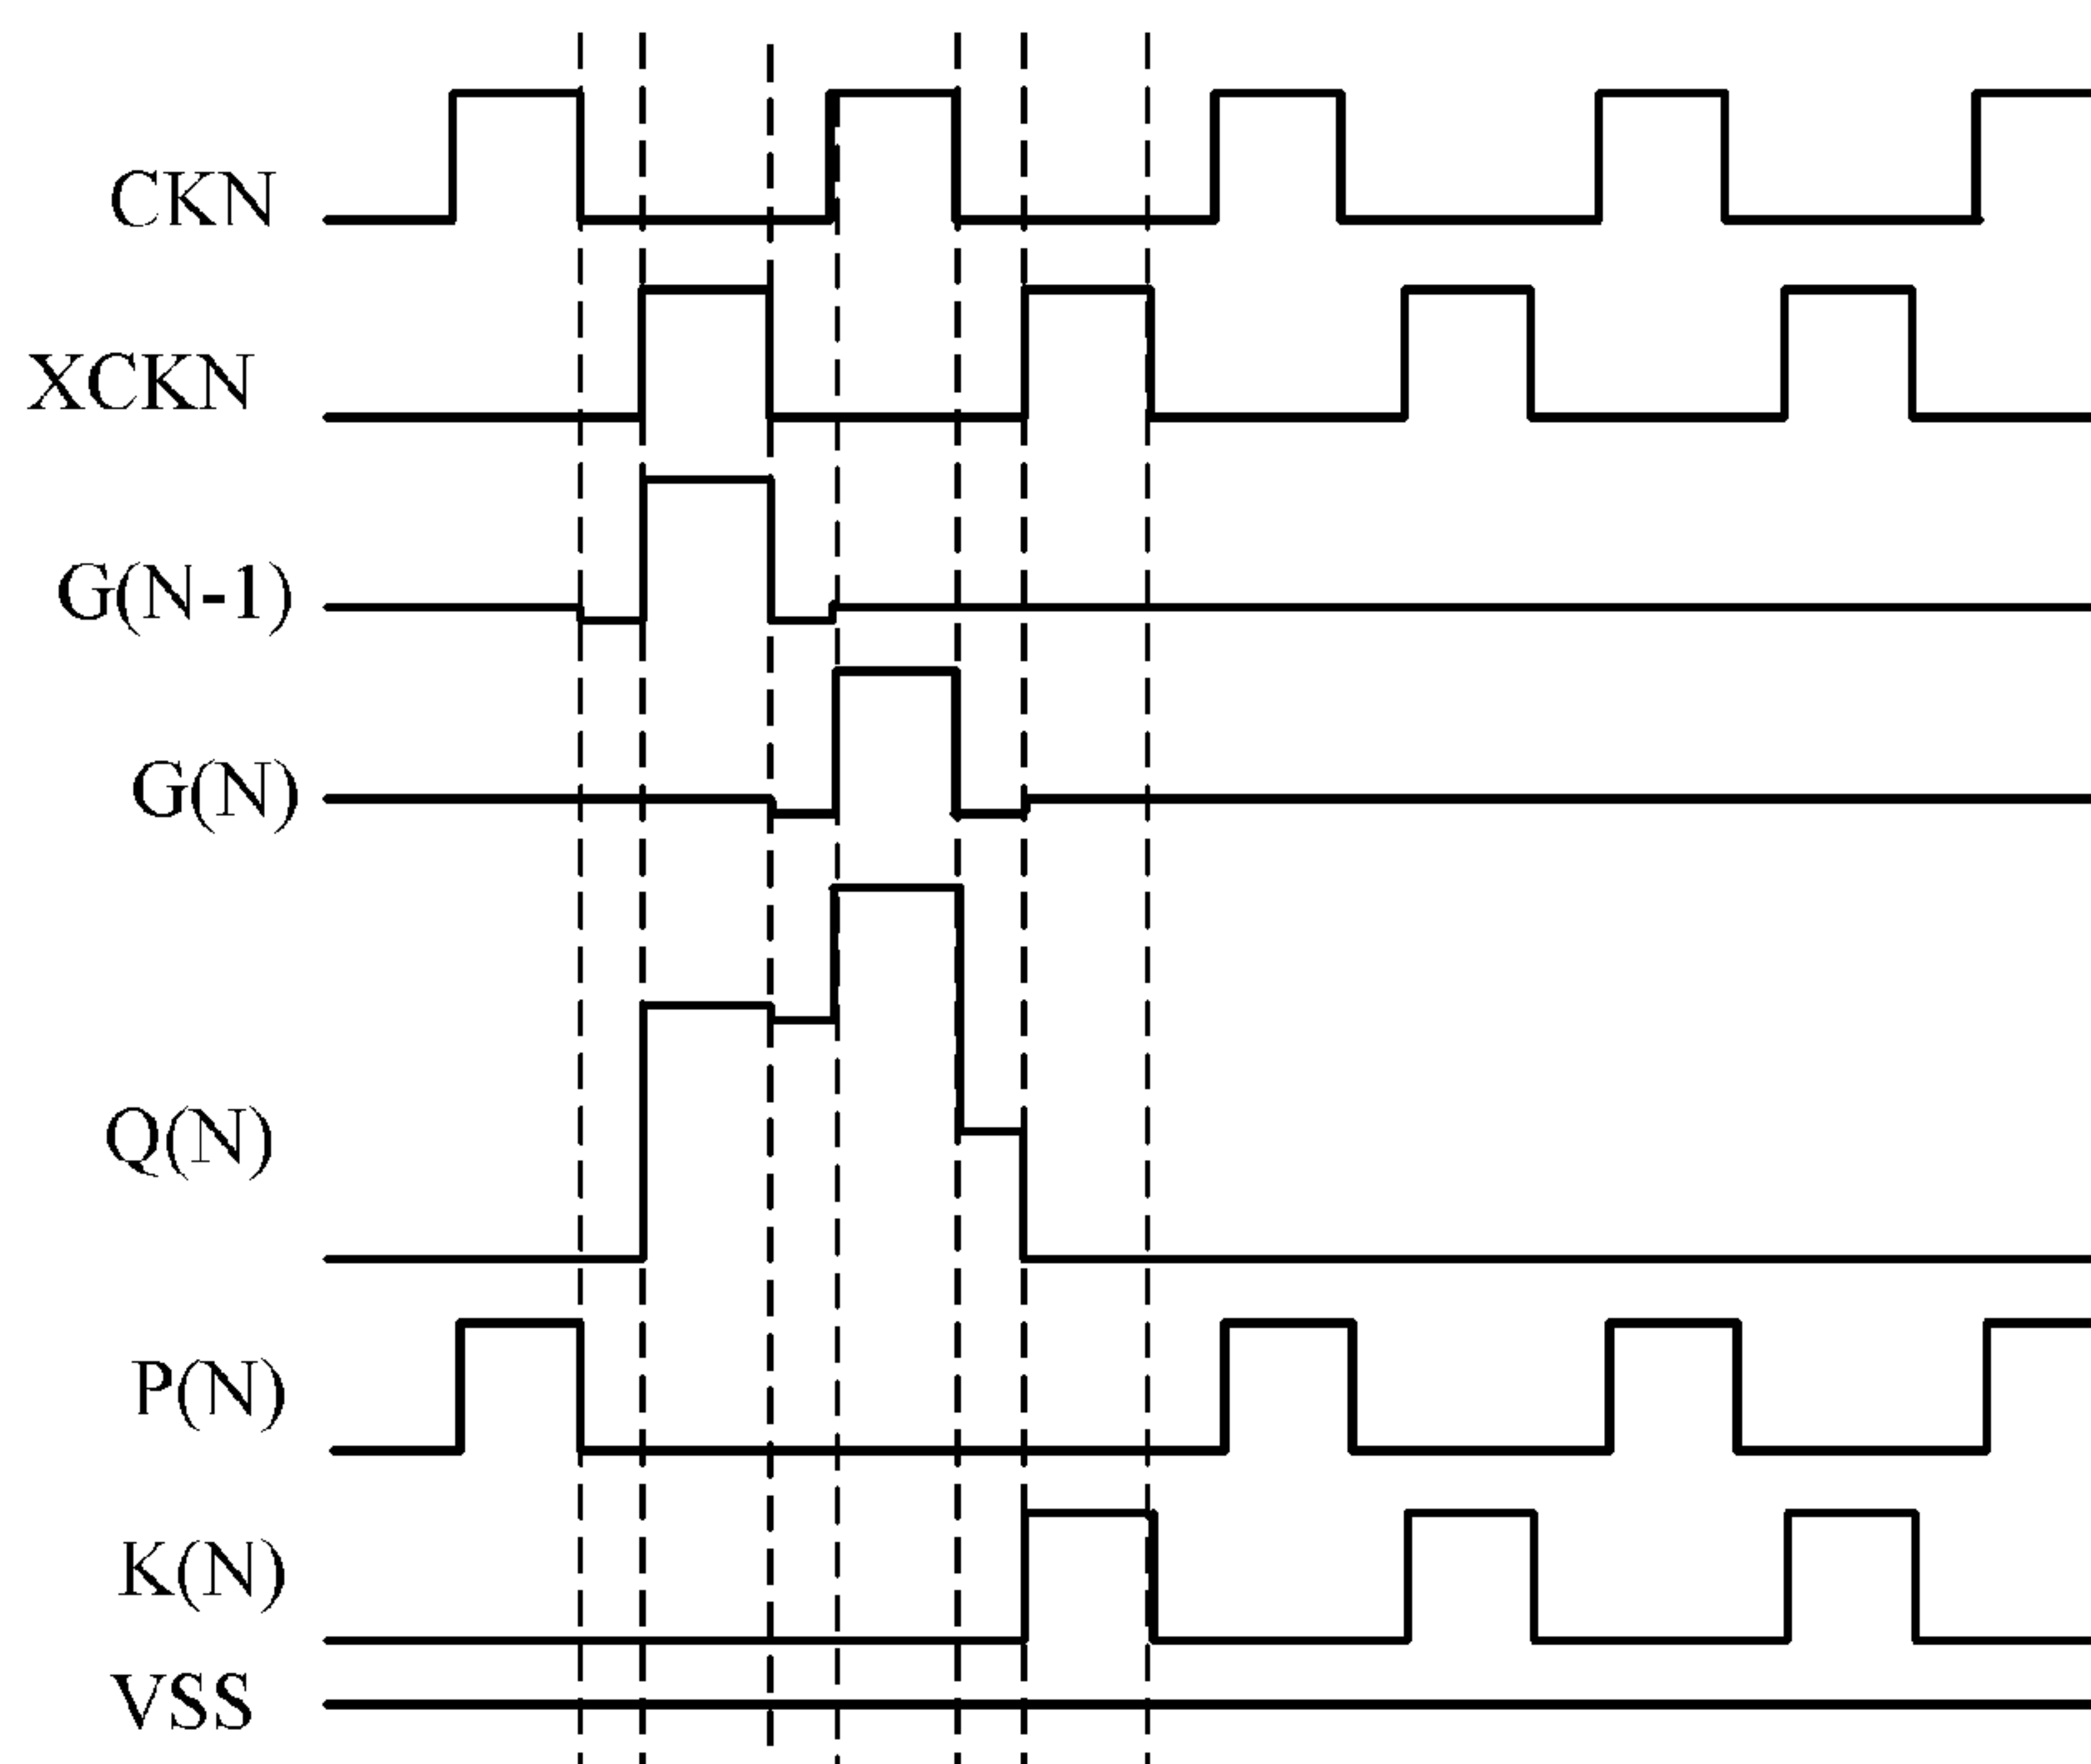 CKN
XCKN
G(N-1)
G(N)
Q(N)
P(N)
K(N)
VSS